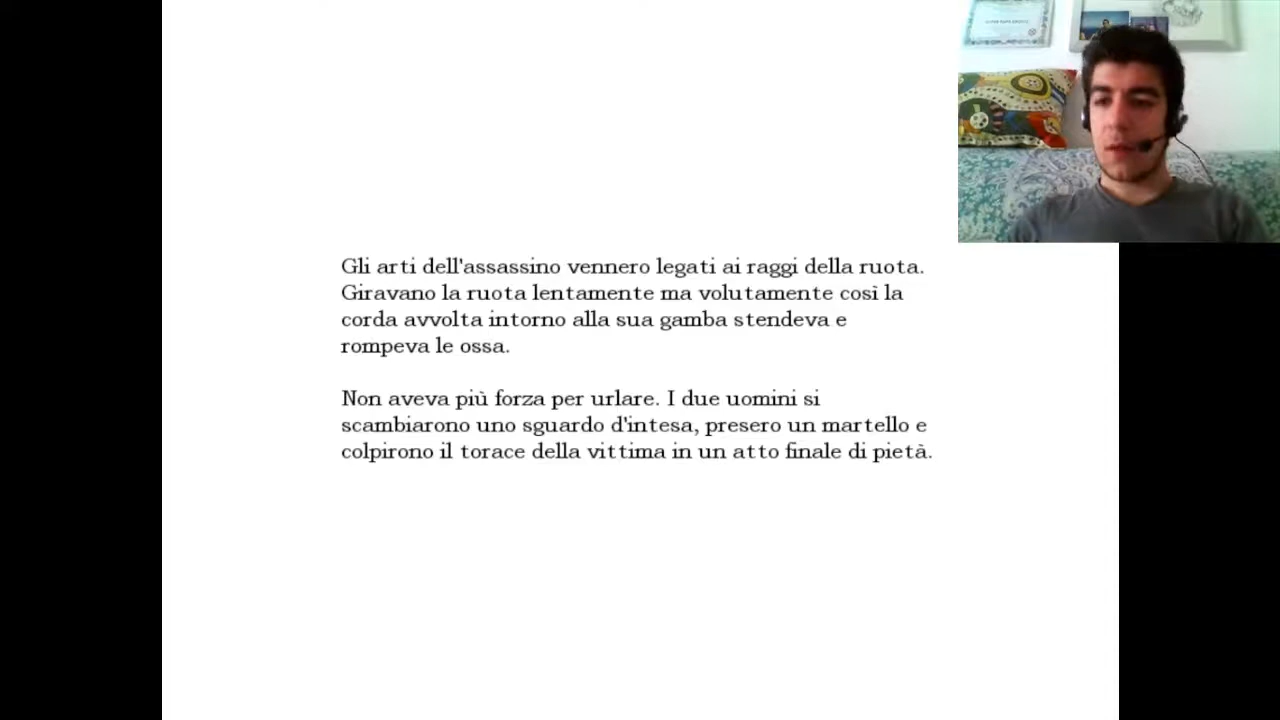 Gli arti dell'assassino vennero legati ai raggi della ruota.
Giravano la ruota lentamente ma volutamente così la
corda avvolta intorno alla sua gamba stendeva e
rompeva le ossa.
Non aveva più forza per urlare. I due uomini si
scambiarono uno sguardo d'intesa, presero un martello e
colpirono il torace della vittima in un atto finale di pietà.